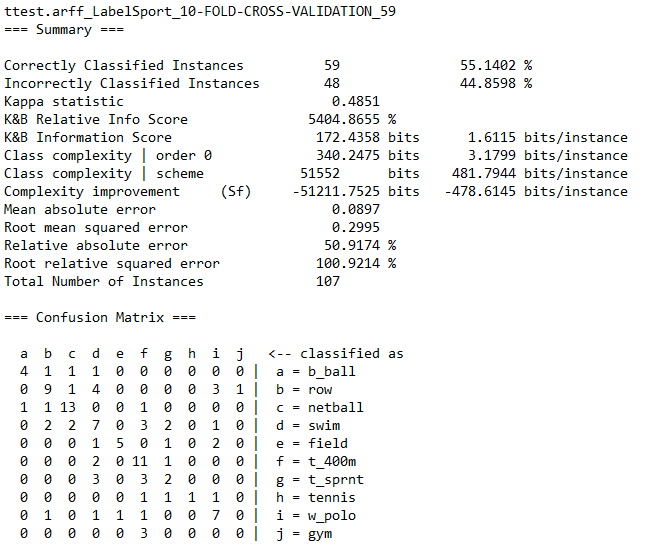 ttest.arff_LabelSport_10-FOLD-CROSS-VALIDATION_59
=== Summary ===

Correctly Classified Instances          59               55.1402 %
Incorrectly Classified Instances        48               44.8598 %
Kappa statistic                          0.4851
K&B Relative Info Score               5404.8655 %
K&B Information Score                  172.4358 bits      1.6115 bits/instance
Class complexity | order 0             340.2475 bits      3.1799 bits/instance
Class complexity | scheme            51552      bits    481.7944 bits/instance
Complexity improvement     (Sf)     -51211.7525 bits   -478.6145 bits/instance
Mean absolute error                      0.0897
Root mean squared error                  0.2995
Relative absolute error                 50.9174 %
Root relative squared error            100.9214 %
Total Number of Instances              107

=== Confusion Matrix ===

  a  b  c  d  e  f  g  h  i  j   <-- classified as
  4  1  1  1  0  0  0  0  0  0 |  a = b_ball
  0  9  1  4  0  0  0  0  3  1 |  b = row
  1  1 13  0  0  1  0  0  0  0 |  c = netball
  0  2  2  7  0  3  2  0  1  0 |  d = swim
  0  0  0  1  5  0  1  0  2  0 |  e = field
  0  0  0  2  0 11  1  0  0  0 |  f = t_400m
  0  0  0  3  0  3  2  0  0  0 |  g = t_sprnt
  0  0  0  0  0  1  1  1  1  0 |  h = tennis
  0  1  0  1  1  1  0  0  7  0 |  i = w_polo
  0  0  0  0  0  3  0  0  0  0 |  j = gym